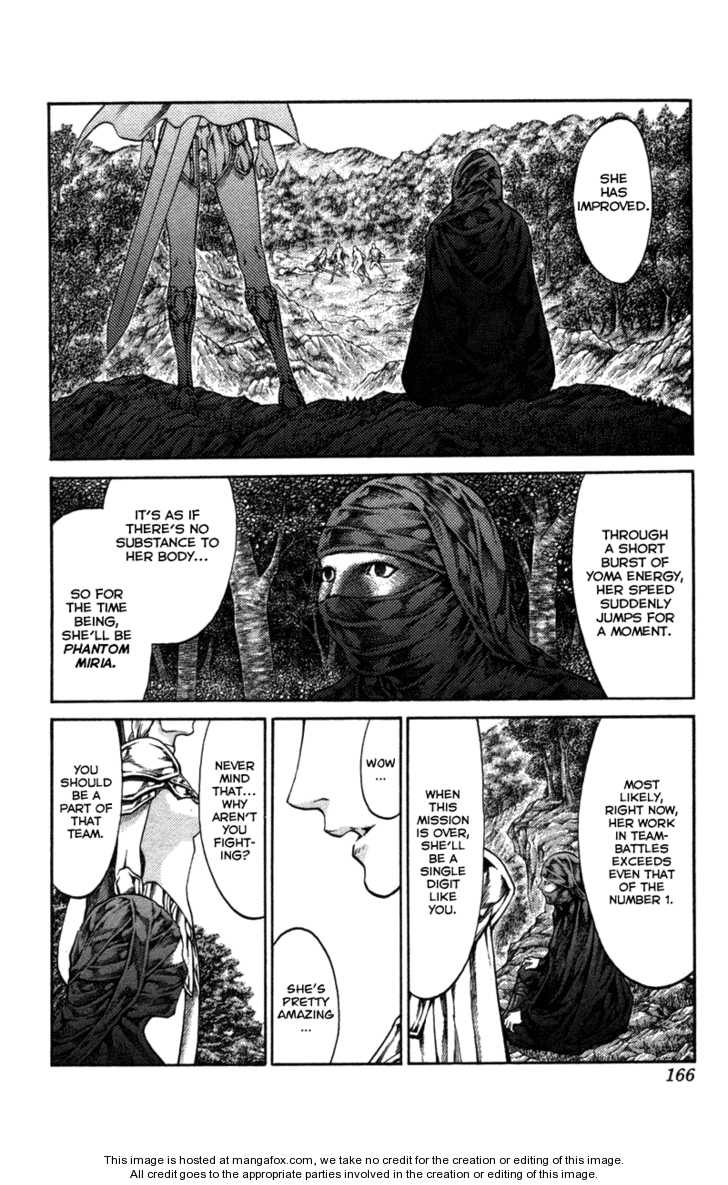 SHE
HAS
IMPROVED.
THROUGH
A SHORT
BURST OF
YOMA ENERGY,
HER SPEED
SUDDENLY
JUMPS FOR
A MOMENT.
IT'S AS IF
THERE'S NO
SUBSTANCE TO
HER BODY...
SO FOR
THE TIME
BEING,
SHE'LL BE
PHANTOM
MIRIA.
MOST
LIKELY,
RIGHT NOW,
HER WORK
IN TEAM-
BATTLES
EXCEEDS
EVEN THAT
OF THE
NUMBER 1.
WHEN
THIS
MISSION
IS OVER,
SHE'LL
BE A
SINGLE
DIGIT
LIKE
YOU.
WOW
...
SHE'S
PRETTY
AMAZING
...
NEVER
MIND
THAT...
WHY
AREN'T
YOU
FIGHT-
ING?
YOU
SHOULD
BE A
PART OF
THAT
TEAM.
166
This image is hosted at mangafox.com, we take no credit for the creation or editing of this image.
All credit goes to the appropriate parties involved in the creation or editing of this image.